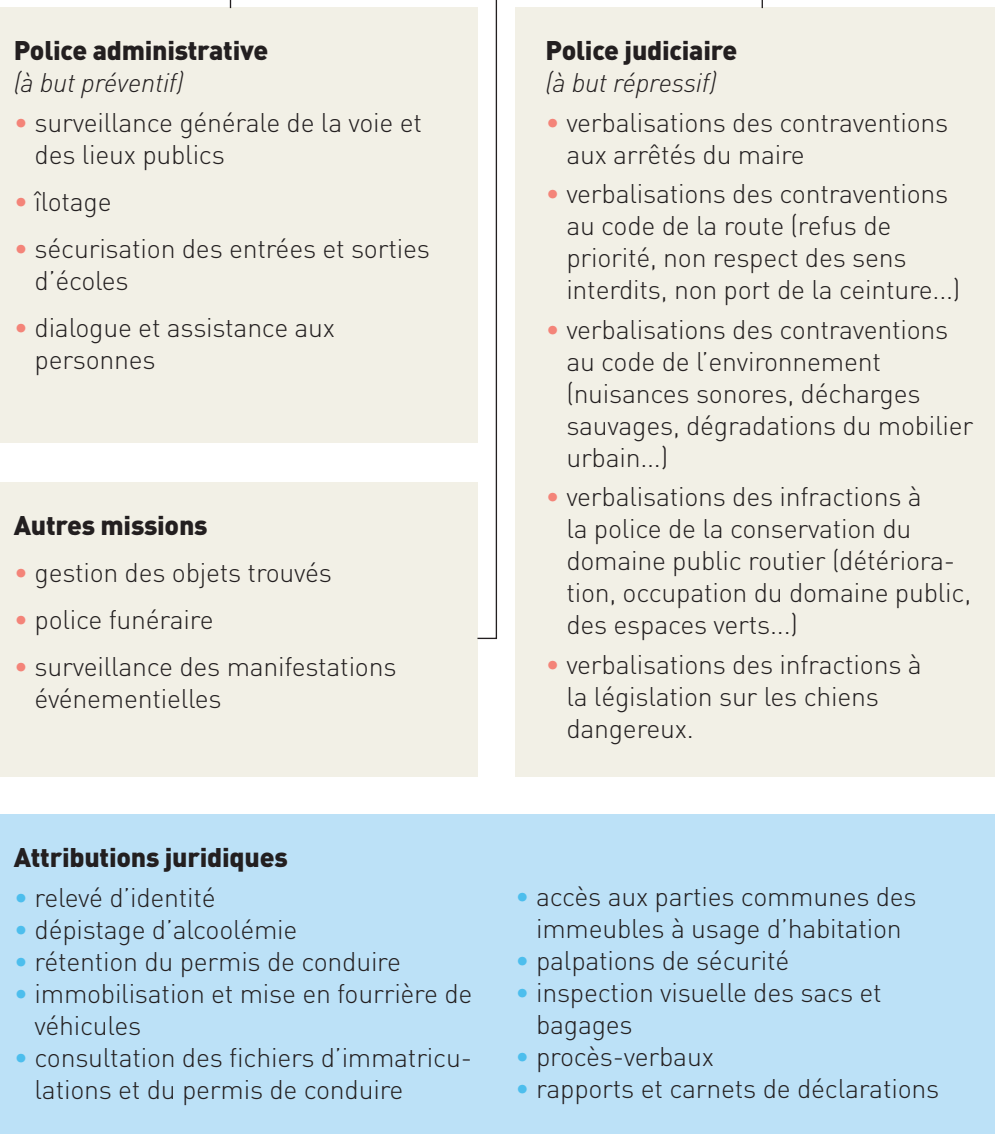 Police administrative
(à but préventif)
• surveillance générale de la voie et
des lieux publics
• îlotage
• sécurisation des entrées et sorties
d'écoles
• dialogue et assistance aux
personnes
Autres missions
• gestion des objets trouvés
• police funéraire
• surveillance des manifestations
événementielles
Police judiciaire
(à but répressif)
• verbalisations des contraventions
aux arrêtés du maire
• verbalisations des contraventions
au code de la route (refus de
priorité, non respect des sens
interdits, non port de la ceinture...)
• verbalisations des contraventions
au code de l'environnement
(nuisances sonores, décharges
sauvages, dégradations du mobilier
urbain...)
• verbalisations des infractions à
la police de la conservation du
domaine public routier (détériora-
tion, occupation du domaine public,
des espaces verts...)
• verbalisations des infractions à
la législation sur les chiens
dangereux.
Attributions juridiques
• relevé d'identité
• dépistage d'alcoolémie
• rétention du permis de conduire
• immobilisation et mise en fourrière de
véhicules
• consultation des fichiers d'immatricu-
lations et du permis de conduire
• accès aux parties communes des
immeubles à usage d'habitation
• palpations de sécurité
• inspection visuelle des sacs et
bagages
• procès-verbaux
• rapports et carnets de déclarations